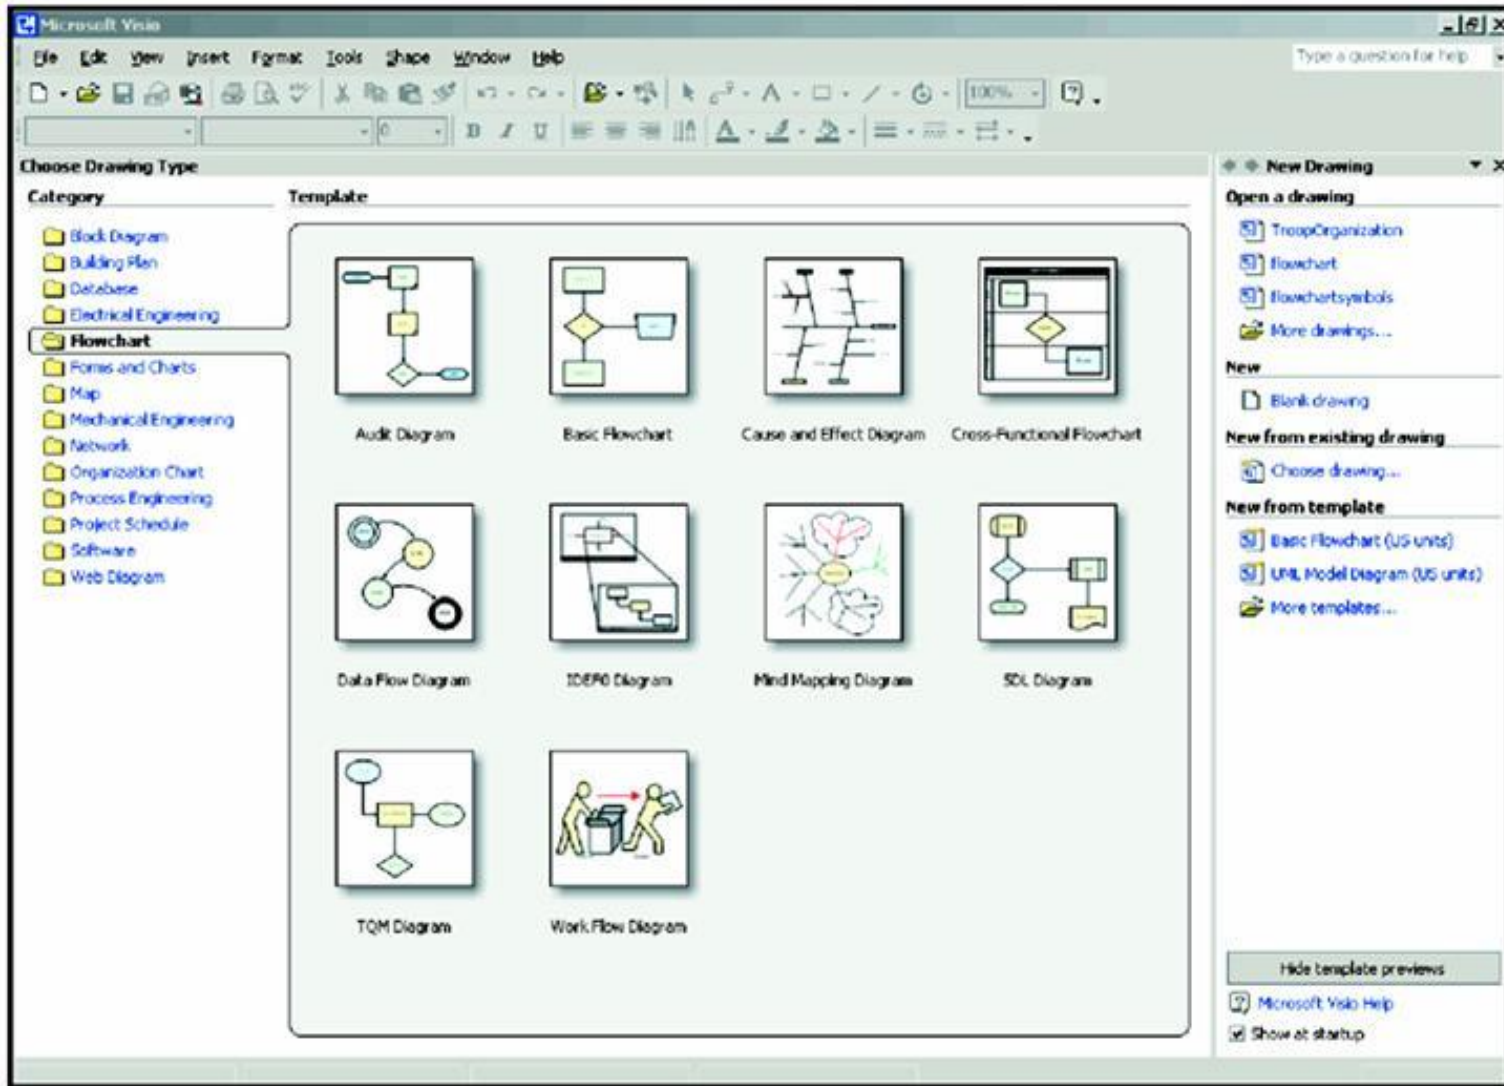 Microsoft Visio
File Edit View Insert Format Tools Shape Window Help
Type a question for help
100%
0 B I U
Choose Drawing Type
Category
Block Diagram
Building Plan
Database
Electrical Engineering
Flowchart
Forms and Charts
Map
Mechanical Engineering
Network
Organization Chart
Process Engineering
Project Schedule
Software
Web Diagram
Template
Audit Diagram
Basic Flowchart
Cause and Effect Diagram
Cross-Functional Flowchart
Data Flow Diagram
IDEF0 Diagram
Mind Mapping Diagram
SDL Diagram
TQM Diagram
Work Flow Diagram
New Drawing
Open a drawing
TroopOrganization
flowchart
flowchartsymbols
More drawings...
New
Blank drawing
New from existing drawing
Choose drawing...
New from template
Basic Flowchart (US units)
UML Model Diagram (US units)
More templates...
Hide template previews
Microsoft Visio Help
Show at startup